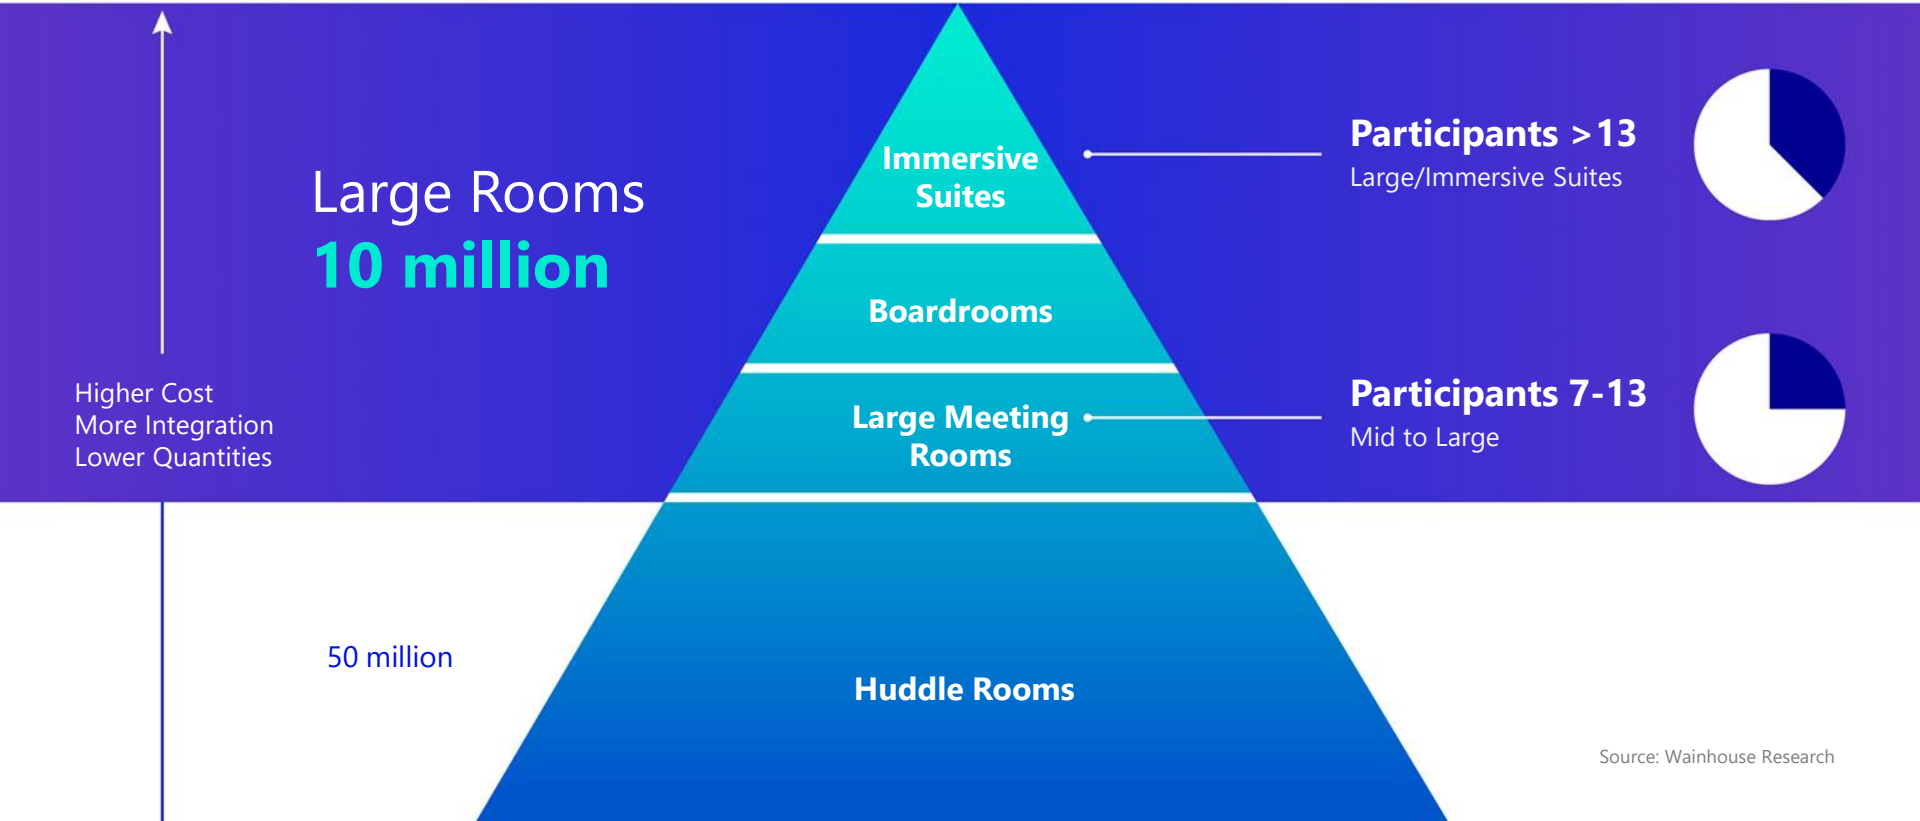 Large Rooms
10 million
Higher Cost
More Integration
Lower Quantities
50 million
Immersive
Suites
Boardrooms
Large Meeting
Rooms
Huddle Rooms
Participants >13
Large/Immersive Suites
Participants 7-13
Mid to Large
Source: Wainhouse Research